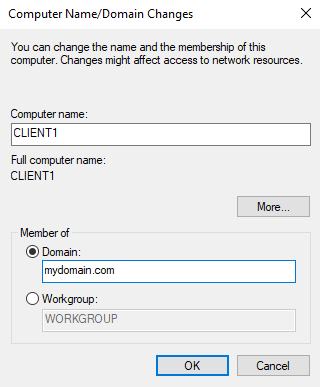 Computer Name/Domain Changes
You can change the name and the membership of this
computer. Changes might affect access to network resources.
Computer name:
CLIENT1
Full computer name:
CLIENT1
More...
Member of
Domain:
mydomain.com
Workgroup:
WORKGROUP
OK
Cancel